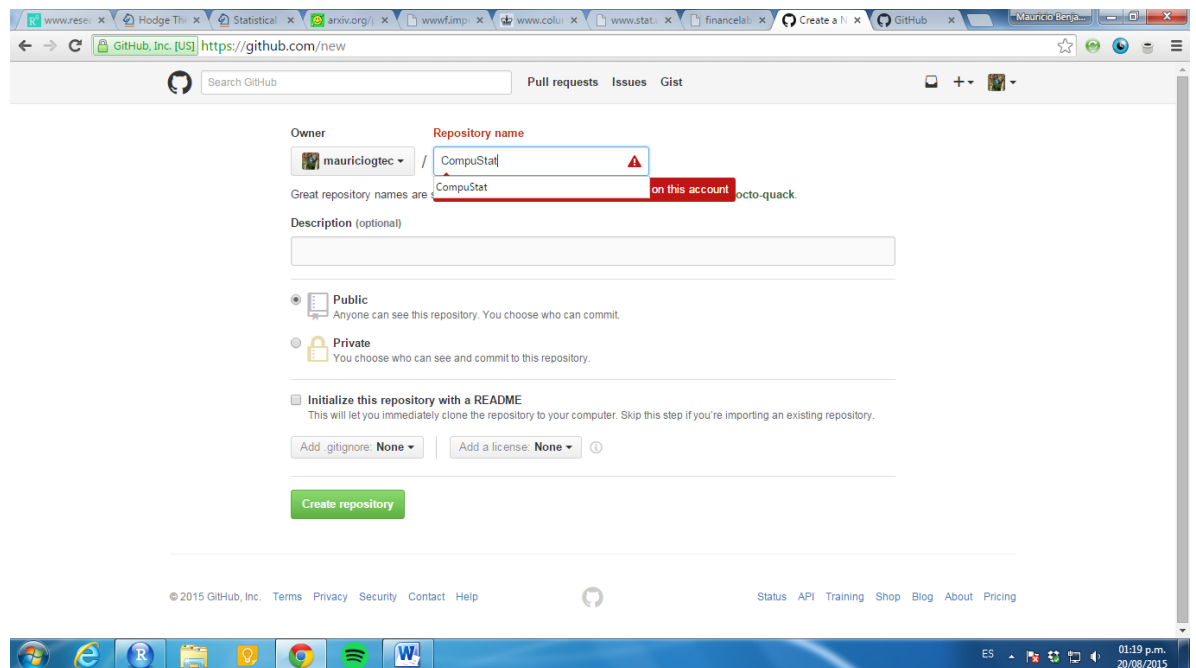 www.rese
Hodge Th
Statistical
arxiv.org/
wwwf.imp
www.colu
www.stat.
financelab
Create a N
GitHub
Mauricio Benja...
GitHub, Inc. [US] https://github.com/new
Search GitHub
Pull requests Issues Gist
Owner Repository name
mauriciogtec / CompuStat
CompuStat
Great repository names are on this account octo-quack.
Description (optional)
Public
Anyone can see this repository. You choose who can commit.
Private
You choose who can see and commit to this repository.
Initialize this repository with a README
This will let you immediately clone the repository to your computer. Skip this step if you're importing an existing repository.
Add .gitignore: None Add a license: None
Create repository
© 2015 GitHub, Inc. Terms Privacy Security Contact Help Status API Training Shop Blog About Pricing
ES 01:19 p.m.
20/08/2015